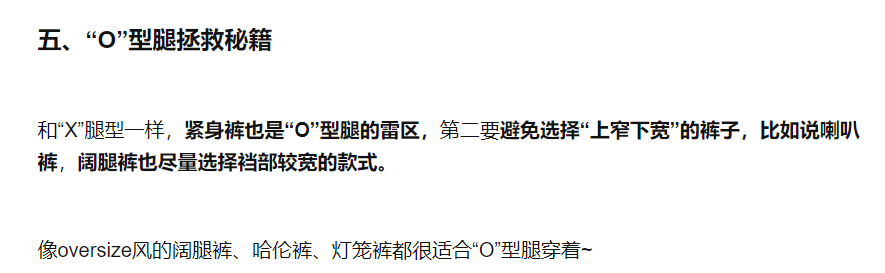 五、“O”型腿拯救秘籍
和“X”腿型一样，紧身裤也是“O”型腿的雷区，第二要避免选择“上窄下宽”的裤子，比如说喇叭
裤，阔腿裤也尽量选择裆部较宽的款式。
像oversize风的阔腿裤、哈伦裤、灯笼裤都很适合“O”型腿穿着~